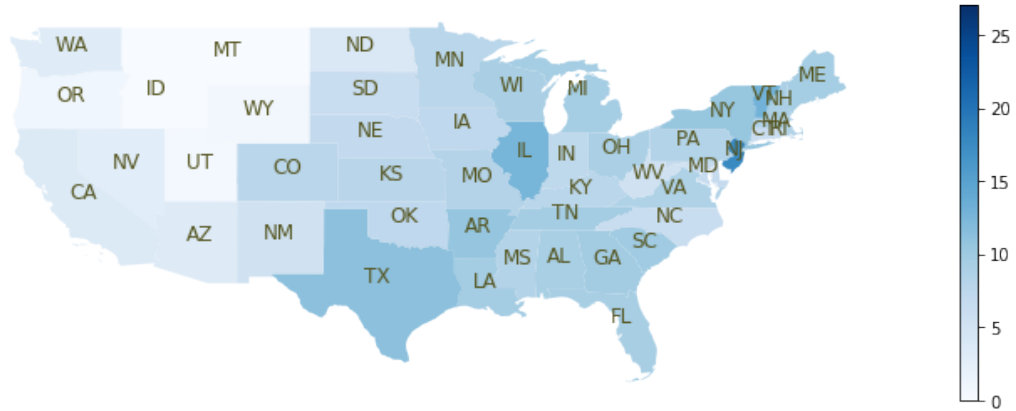 WA
MT
ND
MN
OR
ID
WY
SD
WI
MI
ME
VT
NH
NY
MA
CT
RI
NV
UT
CO
NE
IA
IL
IN
OH
PA
NJ
MD
CA
KS
MO
KY
WV
VA
AZ
NM
OK
AR
TN
NC
SC
TX
LA
MS
AL
GA
FL
25
20
15
10
5
0